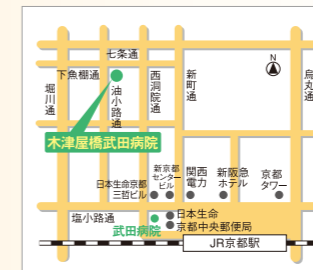 七条通
N
下魚棚通
堀川通
油小路通
西洞院通
新町通
烏丸通
木津屋橋武田病院
新京都
センター
ビル
関西
電力
新阪急
ホテル
京都
タワー
日本生命京都
三哲ビル
塩小路通
武田病院
日本生命
京都中央郵便局
JR京都駅